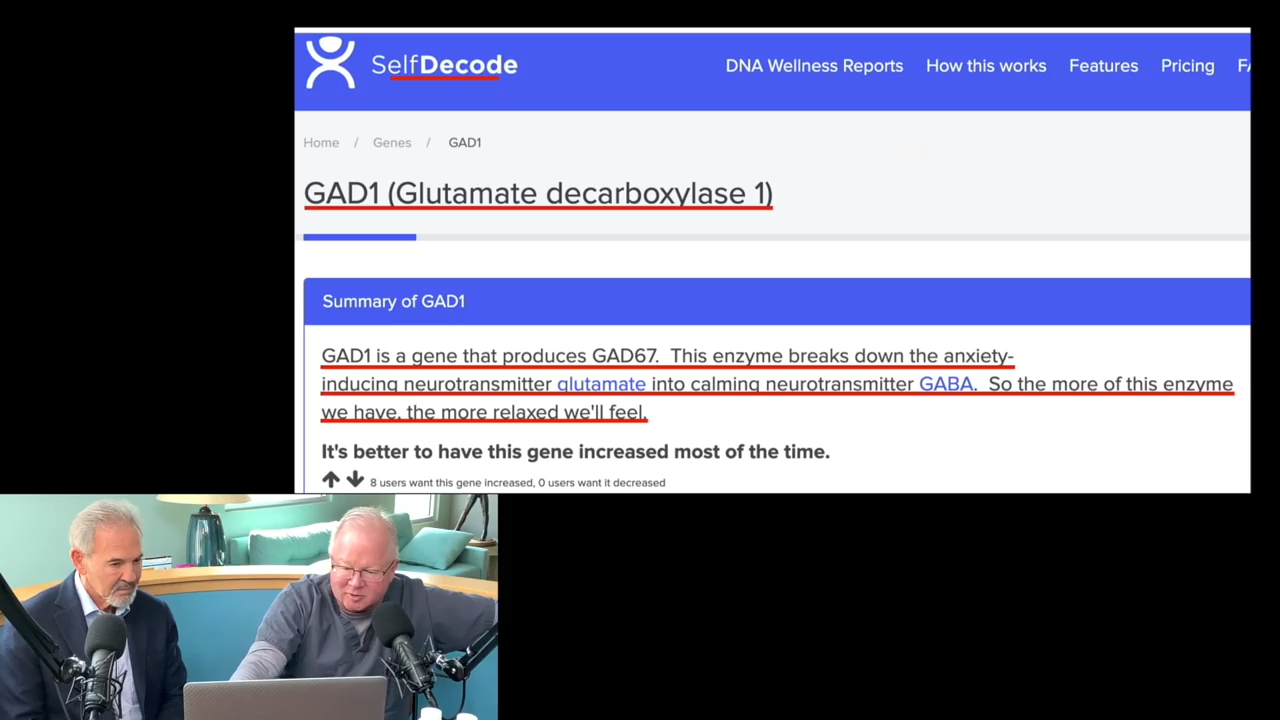 SelfDecode
DNA Wellness Reports How this works Features Pricing
Home / Genes / GAD1
GAD1 (Glutamate decarboxylase 1)
Summary of GAD1
GAD1 is a gene that produces GAD67. This enzyme breaks down the anxiety-
inducing neurotransmitter glutamate into calming neurotransmitter GABA. So the more of this enzyme
we have, the more relaxed we'll feel.
It's better to have this gene increased most of the time.
8 users want this gene increased, 0 users want it decreased